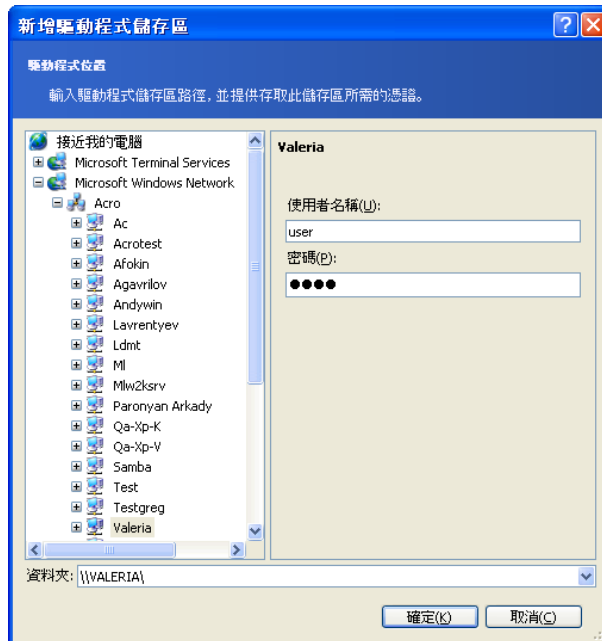 新增驅動程式儲存區
驅動程式位置
輸入驅動程式儲存區路徑,並提供存取此儲存區所需的憑證。
接近我的電腦
Microsoft Terminal Services
Microsoft Windows Network
Acro
Ac
Acrotest
Afokin
Agavrilov
Andywin
Lavrentyev
Ldmt
Ml
Mlw2ksrv
Paronyan Arkady
Qa-Xp-K
Qa-Xp-V
Samba
Test
Testgreg
Valeria
Valeria
使用者名稱(U):
user
密碼(P):
●●●●
資料夾: \\VALERIA\
確定(K)
取消(C)